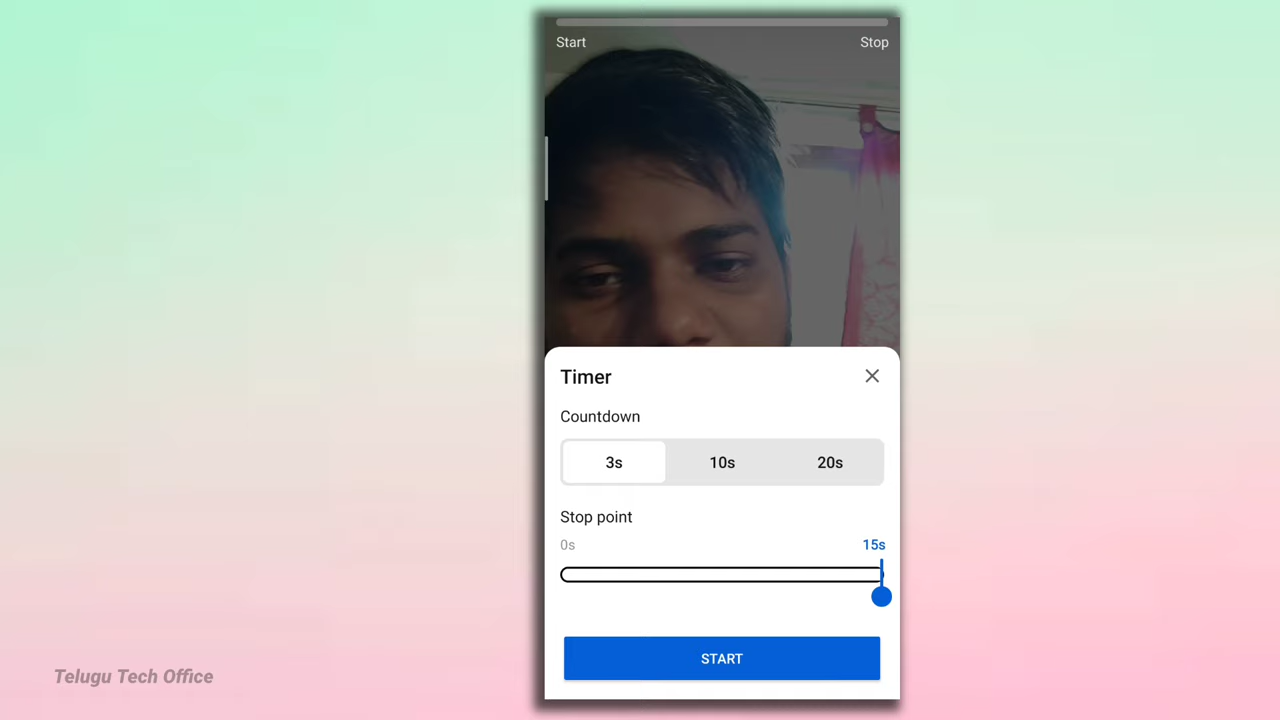 Start
Stop
Timer
Countdown
3s
10s
20s
Stop point
0s
15s
START
Telugu Tech Office